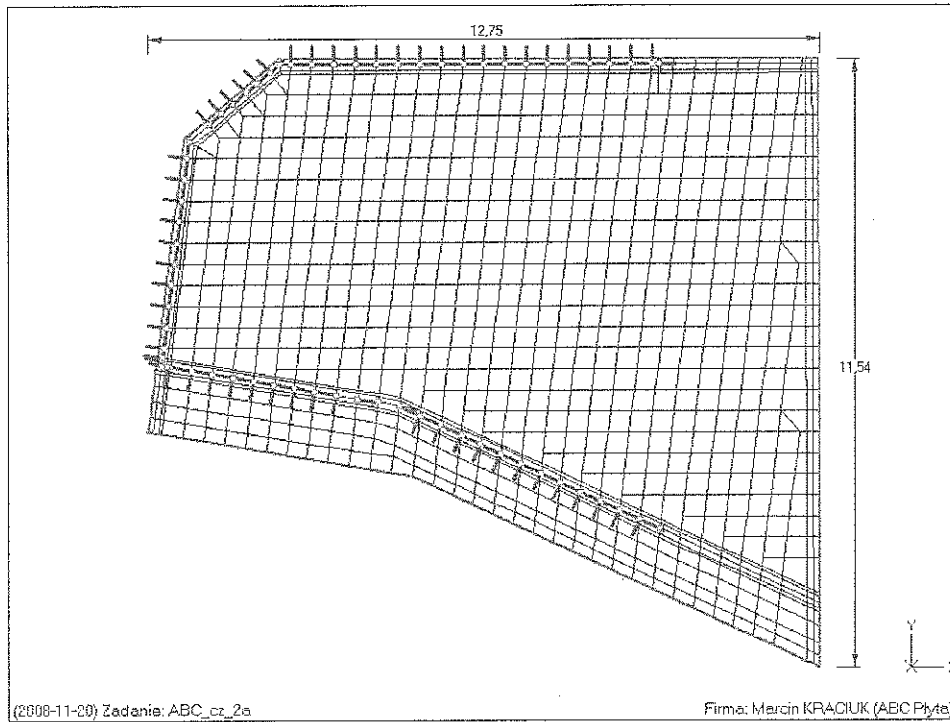 12,75
11,54
Y
(2008-11-20) Zadanie: ABC_cz_2a
Firma: Marcin KRACIUK (ABC Płyta